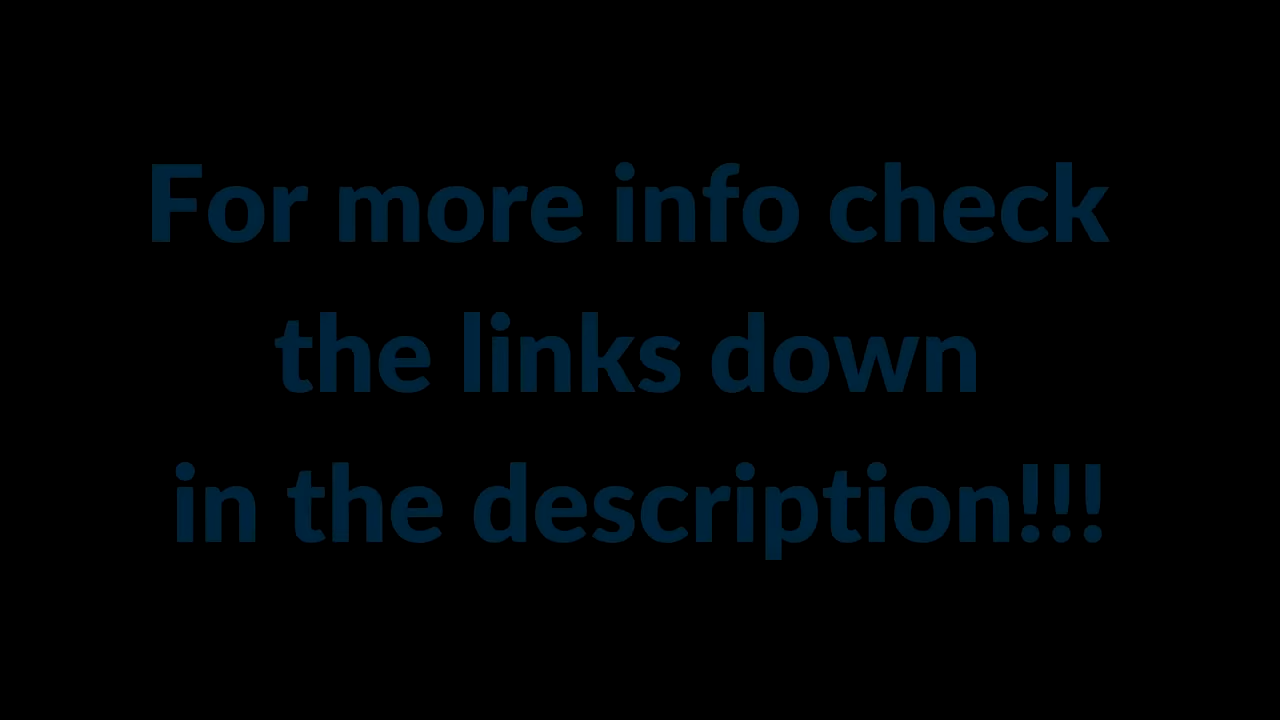 For more info check
the links down
in the description!!!